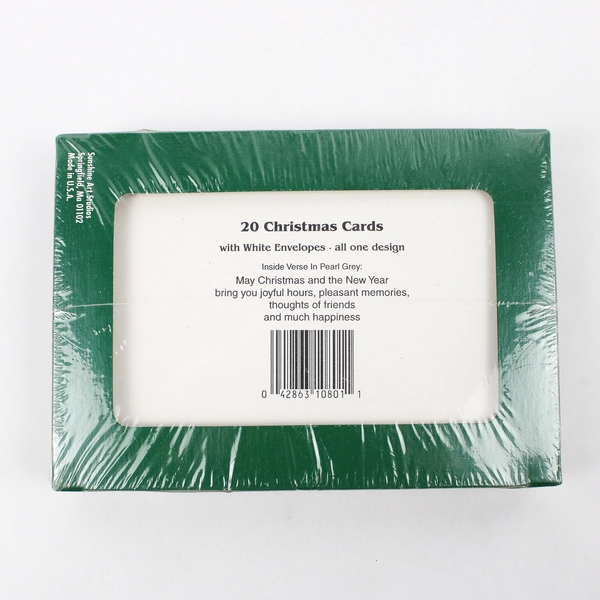 Sunshine Art Studios
Springfield, Ma 01102
Made in U.S.A.
20 Christmas Cards
with White Envelopes · all one design
Inside Verse In Pearl Grey:
May Christmas and the New Year
bring you joyful hours, pleasant memories,
thoughts of friends
and much happiness
0 42863 10801 1